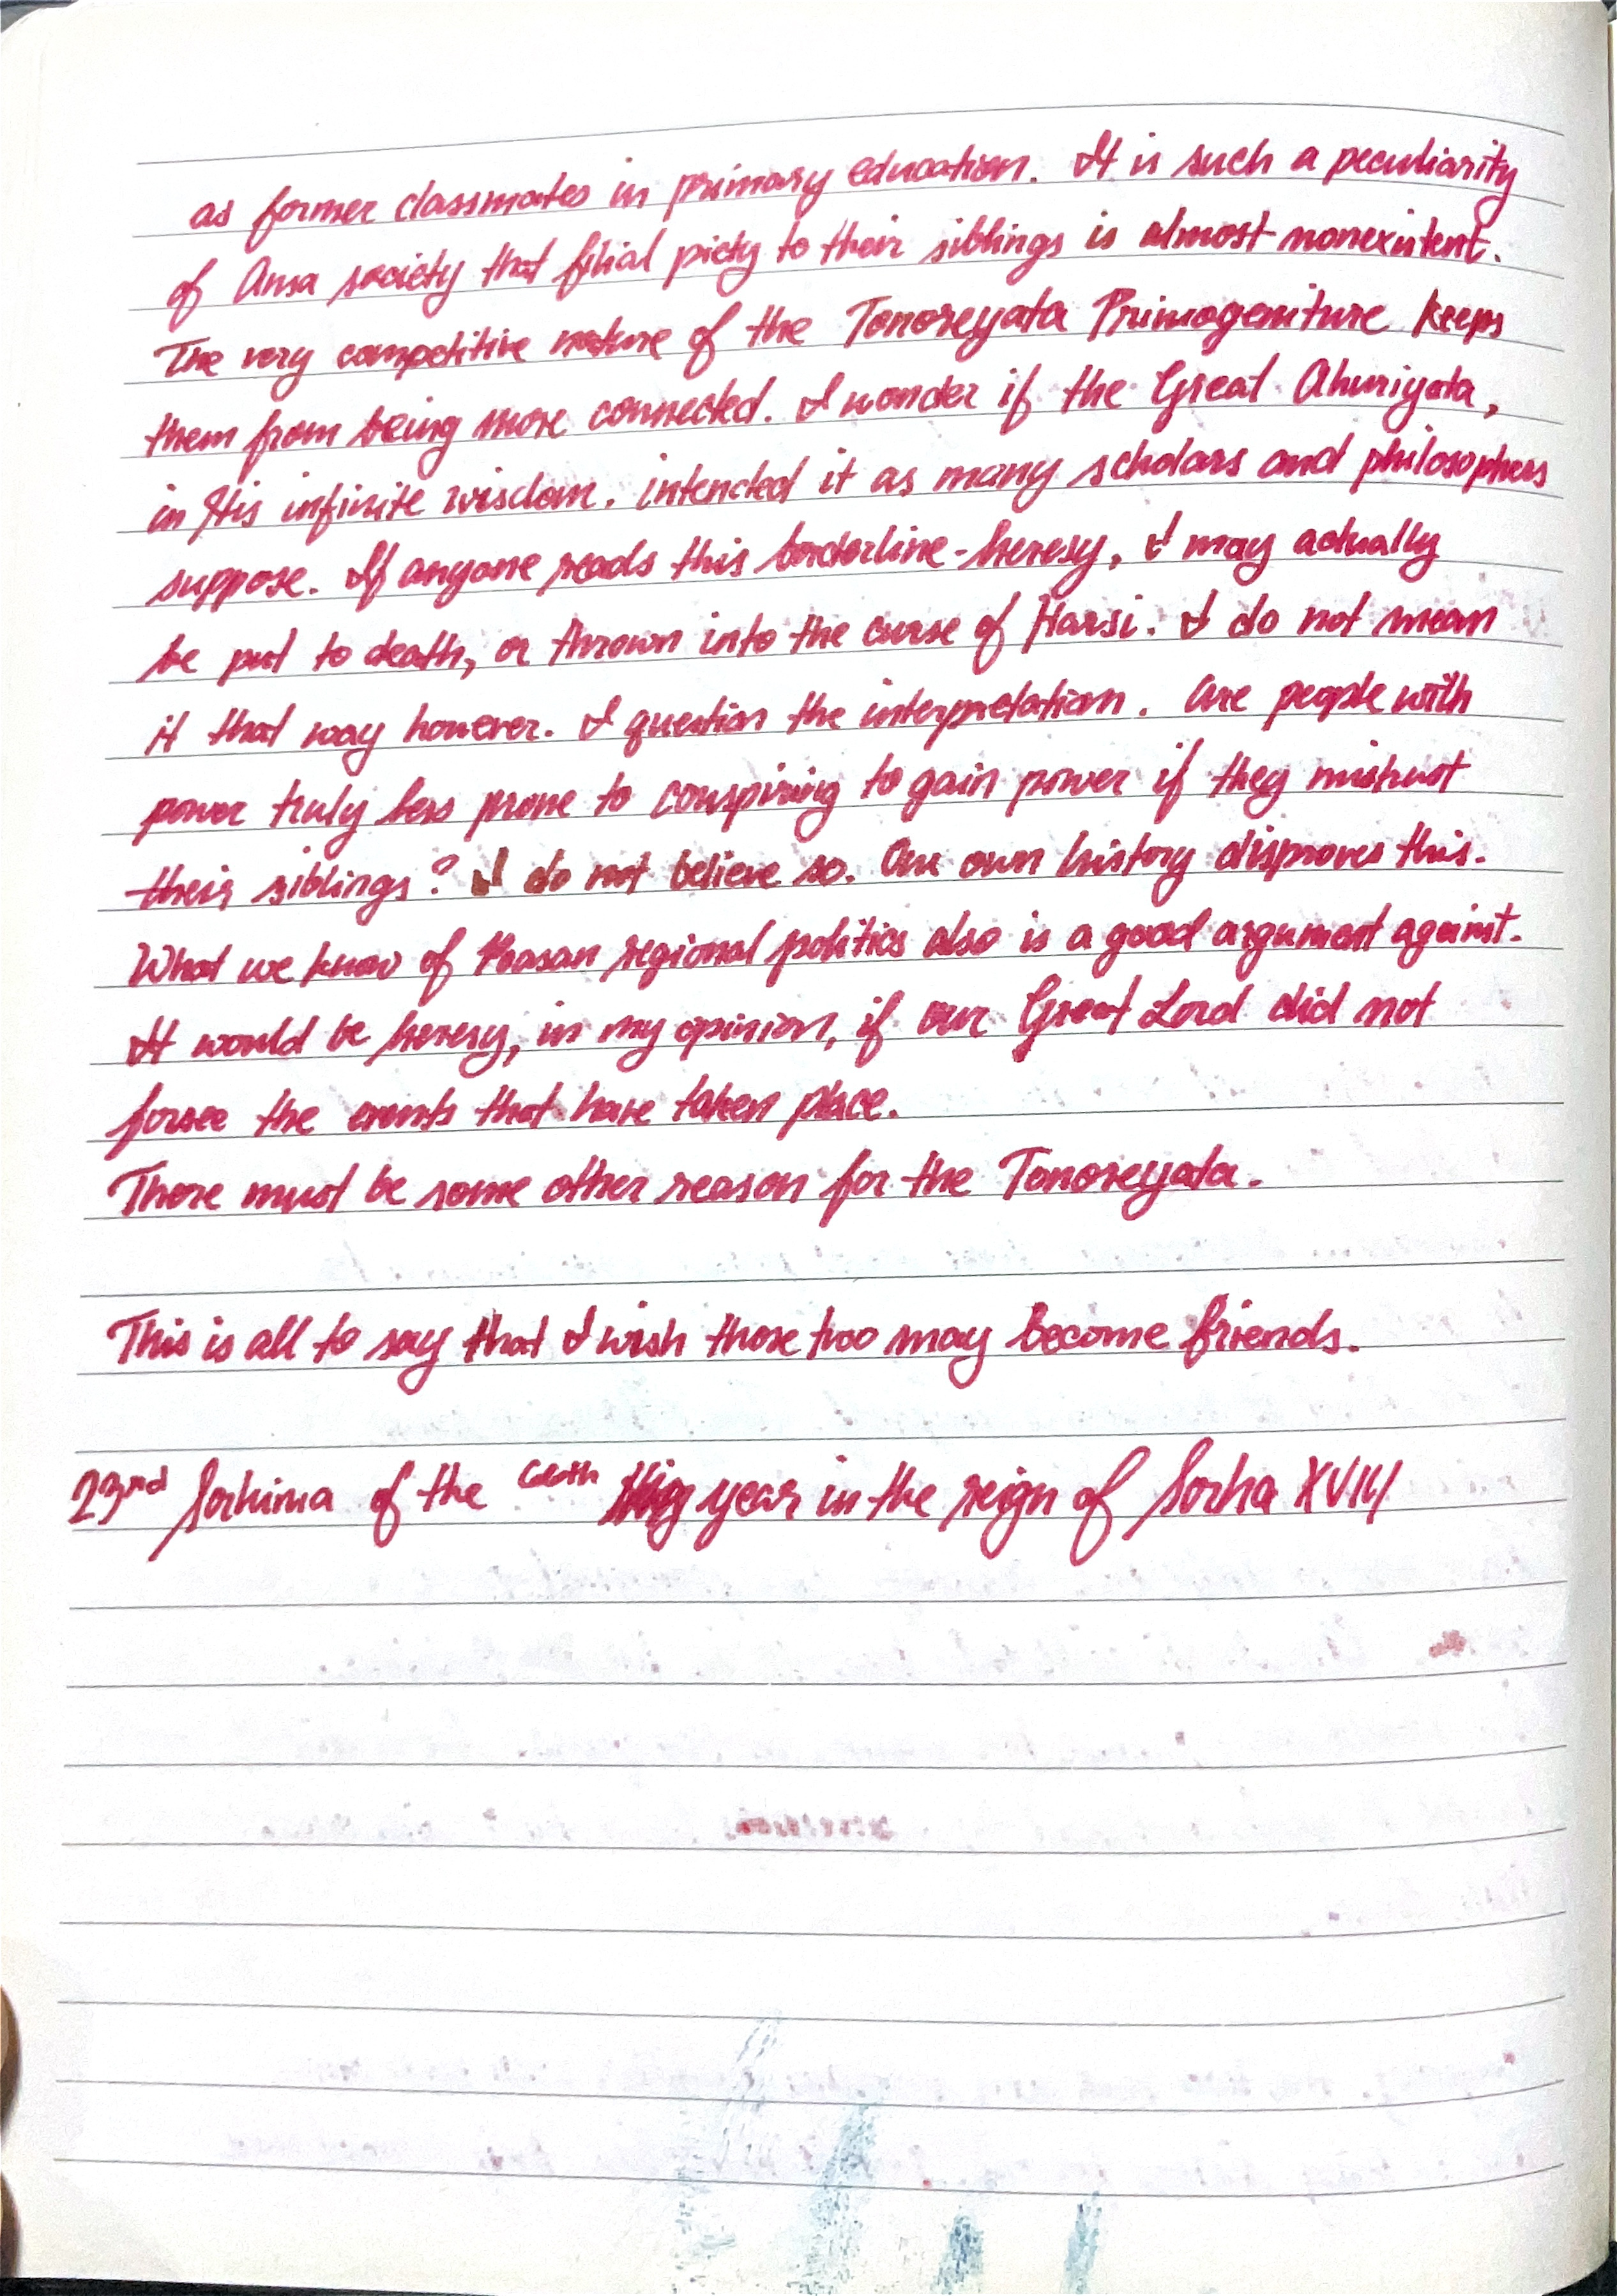 as former classmates in primary education. It is such a peculiarity
of Ansa society that filial piety to their siblings is almost nonexistent.
The very competitive nature of the Tonoreyata Primogeniture keeps
them from being more connected. I wonder if the Great Ahuriyata,
in His infinite wisdom, intended it as many scholars and philosophers
suppose. If anyone reads this borderline-heresy, I may actually
be put to death, or thrown into the curse of Harsi. I do not mean
it that way however. I question the interpretation. Are people with
power truly less prone to conspiring to gain power if they mistrust
their siblings? I do not believe so. Our own history disproves this.
What we know of regional politics also is a good argument against.
It would be heresy, in my opinion, if our Great Lord did not
forsee the events that have taken place.
There must be some other reason for the Tonoreyata.
This is all to say that I wish those two may become friends.
23rd of the year in the reign of Sorha XVIII